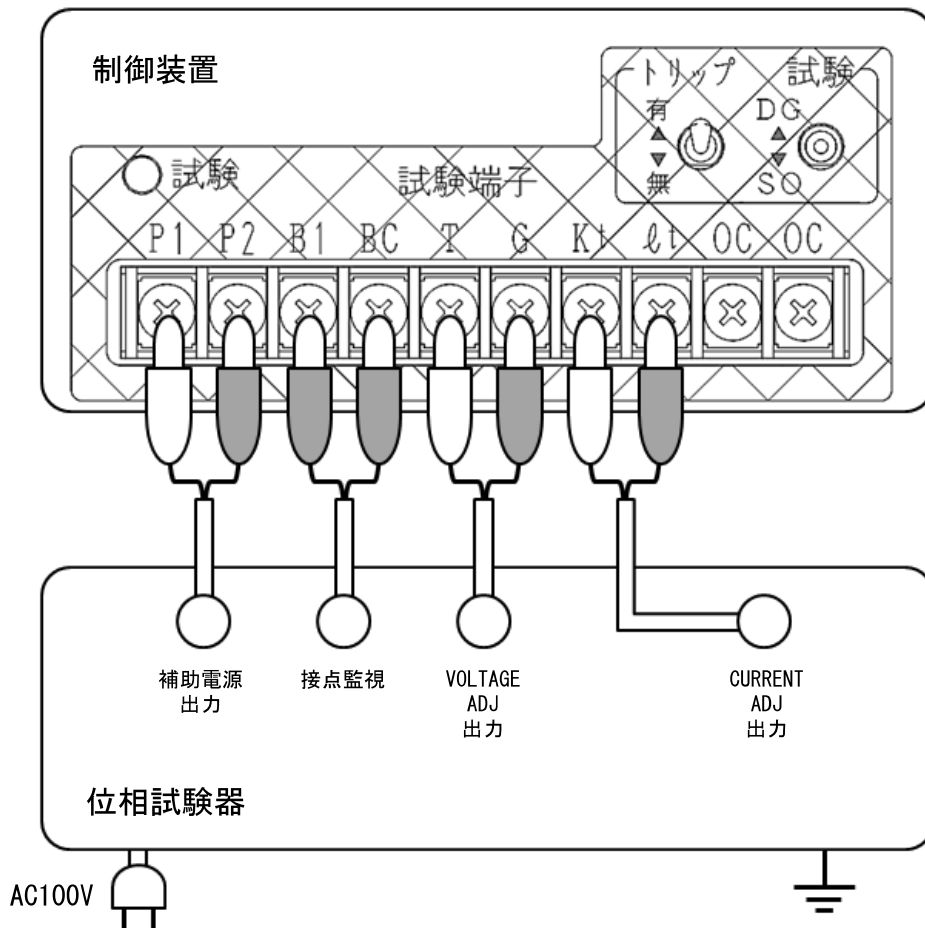 制御装置
トリップ
試験
有
無
DG
SO
試験
試験端子
P1 P2 B1 BC T G Kt ℓt OC OC
補助電源
出力
接点監視
VOLTAGE
ADJ
出力
CURRENT
ADJ
出力
位相試験器
AC100V